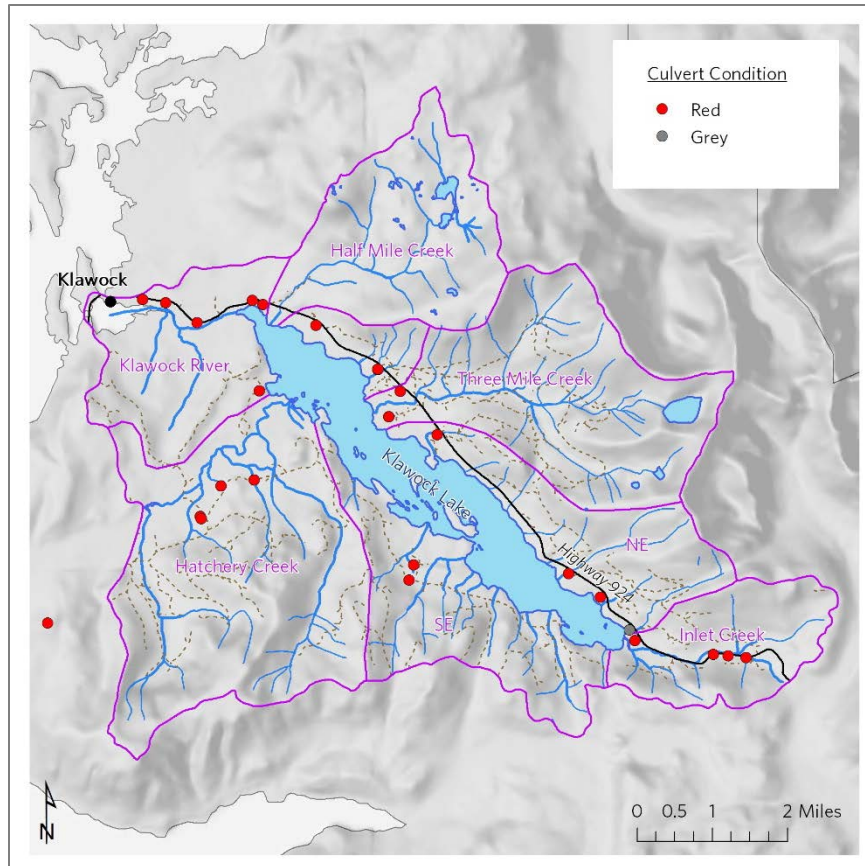 Culvert Condition
Red
Grey
Half Mile Creek
Klawock
Klawock River
Three Mile Creek
Klawock Lake
Hatchery Creek
Highway 924
NE
SE
Inlet Creek
0 0.5 1 2 Miles
N